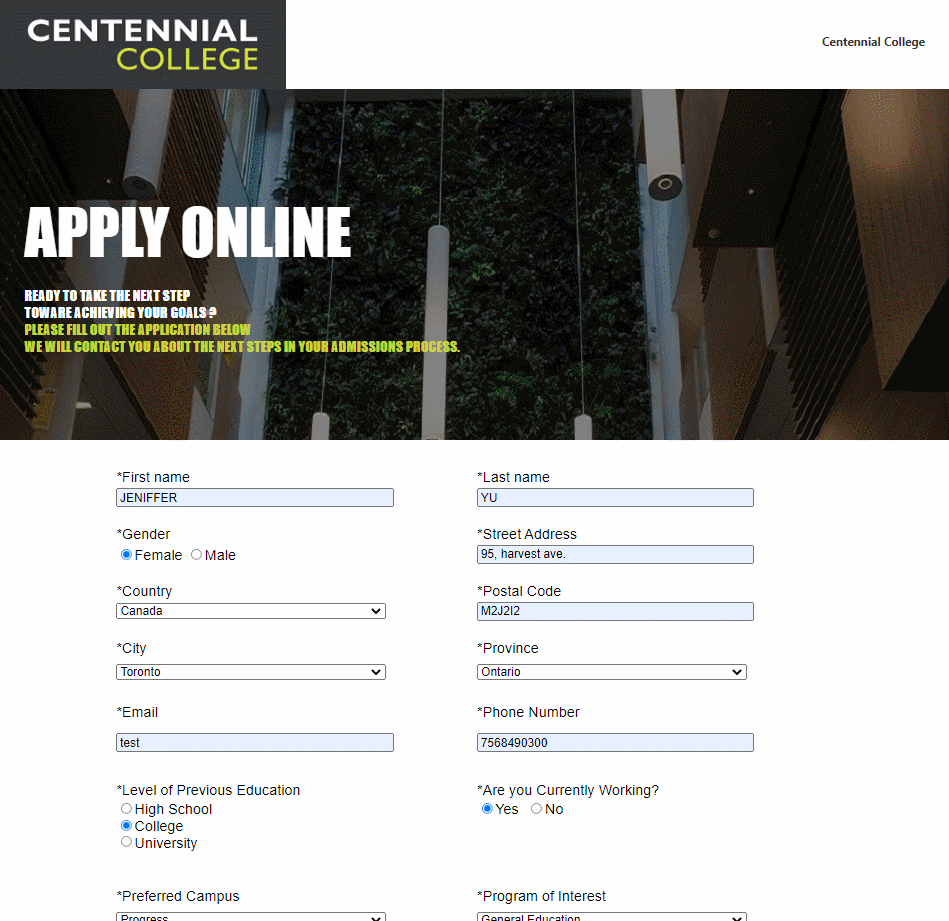 CENTENNIAL
COLLEGE
Centennial College
APPLY ONLINE
READY TO TAKE THE NEXT STEP
TOWARE ACHIEVING YOUR GOALS ?
PLEASE FILL OUT THE APPLICATION BELOW
WE WILL CONTACT YOU ABOUT THE NEXT STEPS IN YOUR ADMISSIONS PROCESS.
*First name
*Last name
JENIFFER
YU
*Gender
*Street Address
Female Male
95, harvest ave.
*Country
*Postal Code
Canada
M2J2I2
*City
*Province
Toronto
Ontario
*Email
*Phone Number
test
7568490300
*Level of Previous Education
*Are you Currently Working?
High School
Yes No
College
University
*Preferred Campus
*Program of Interest
Progress
General Education